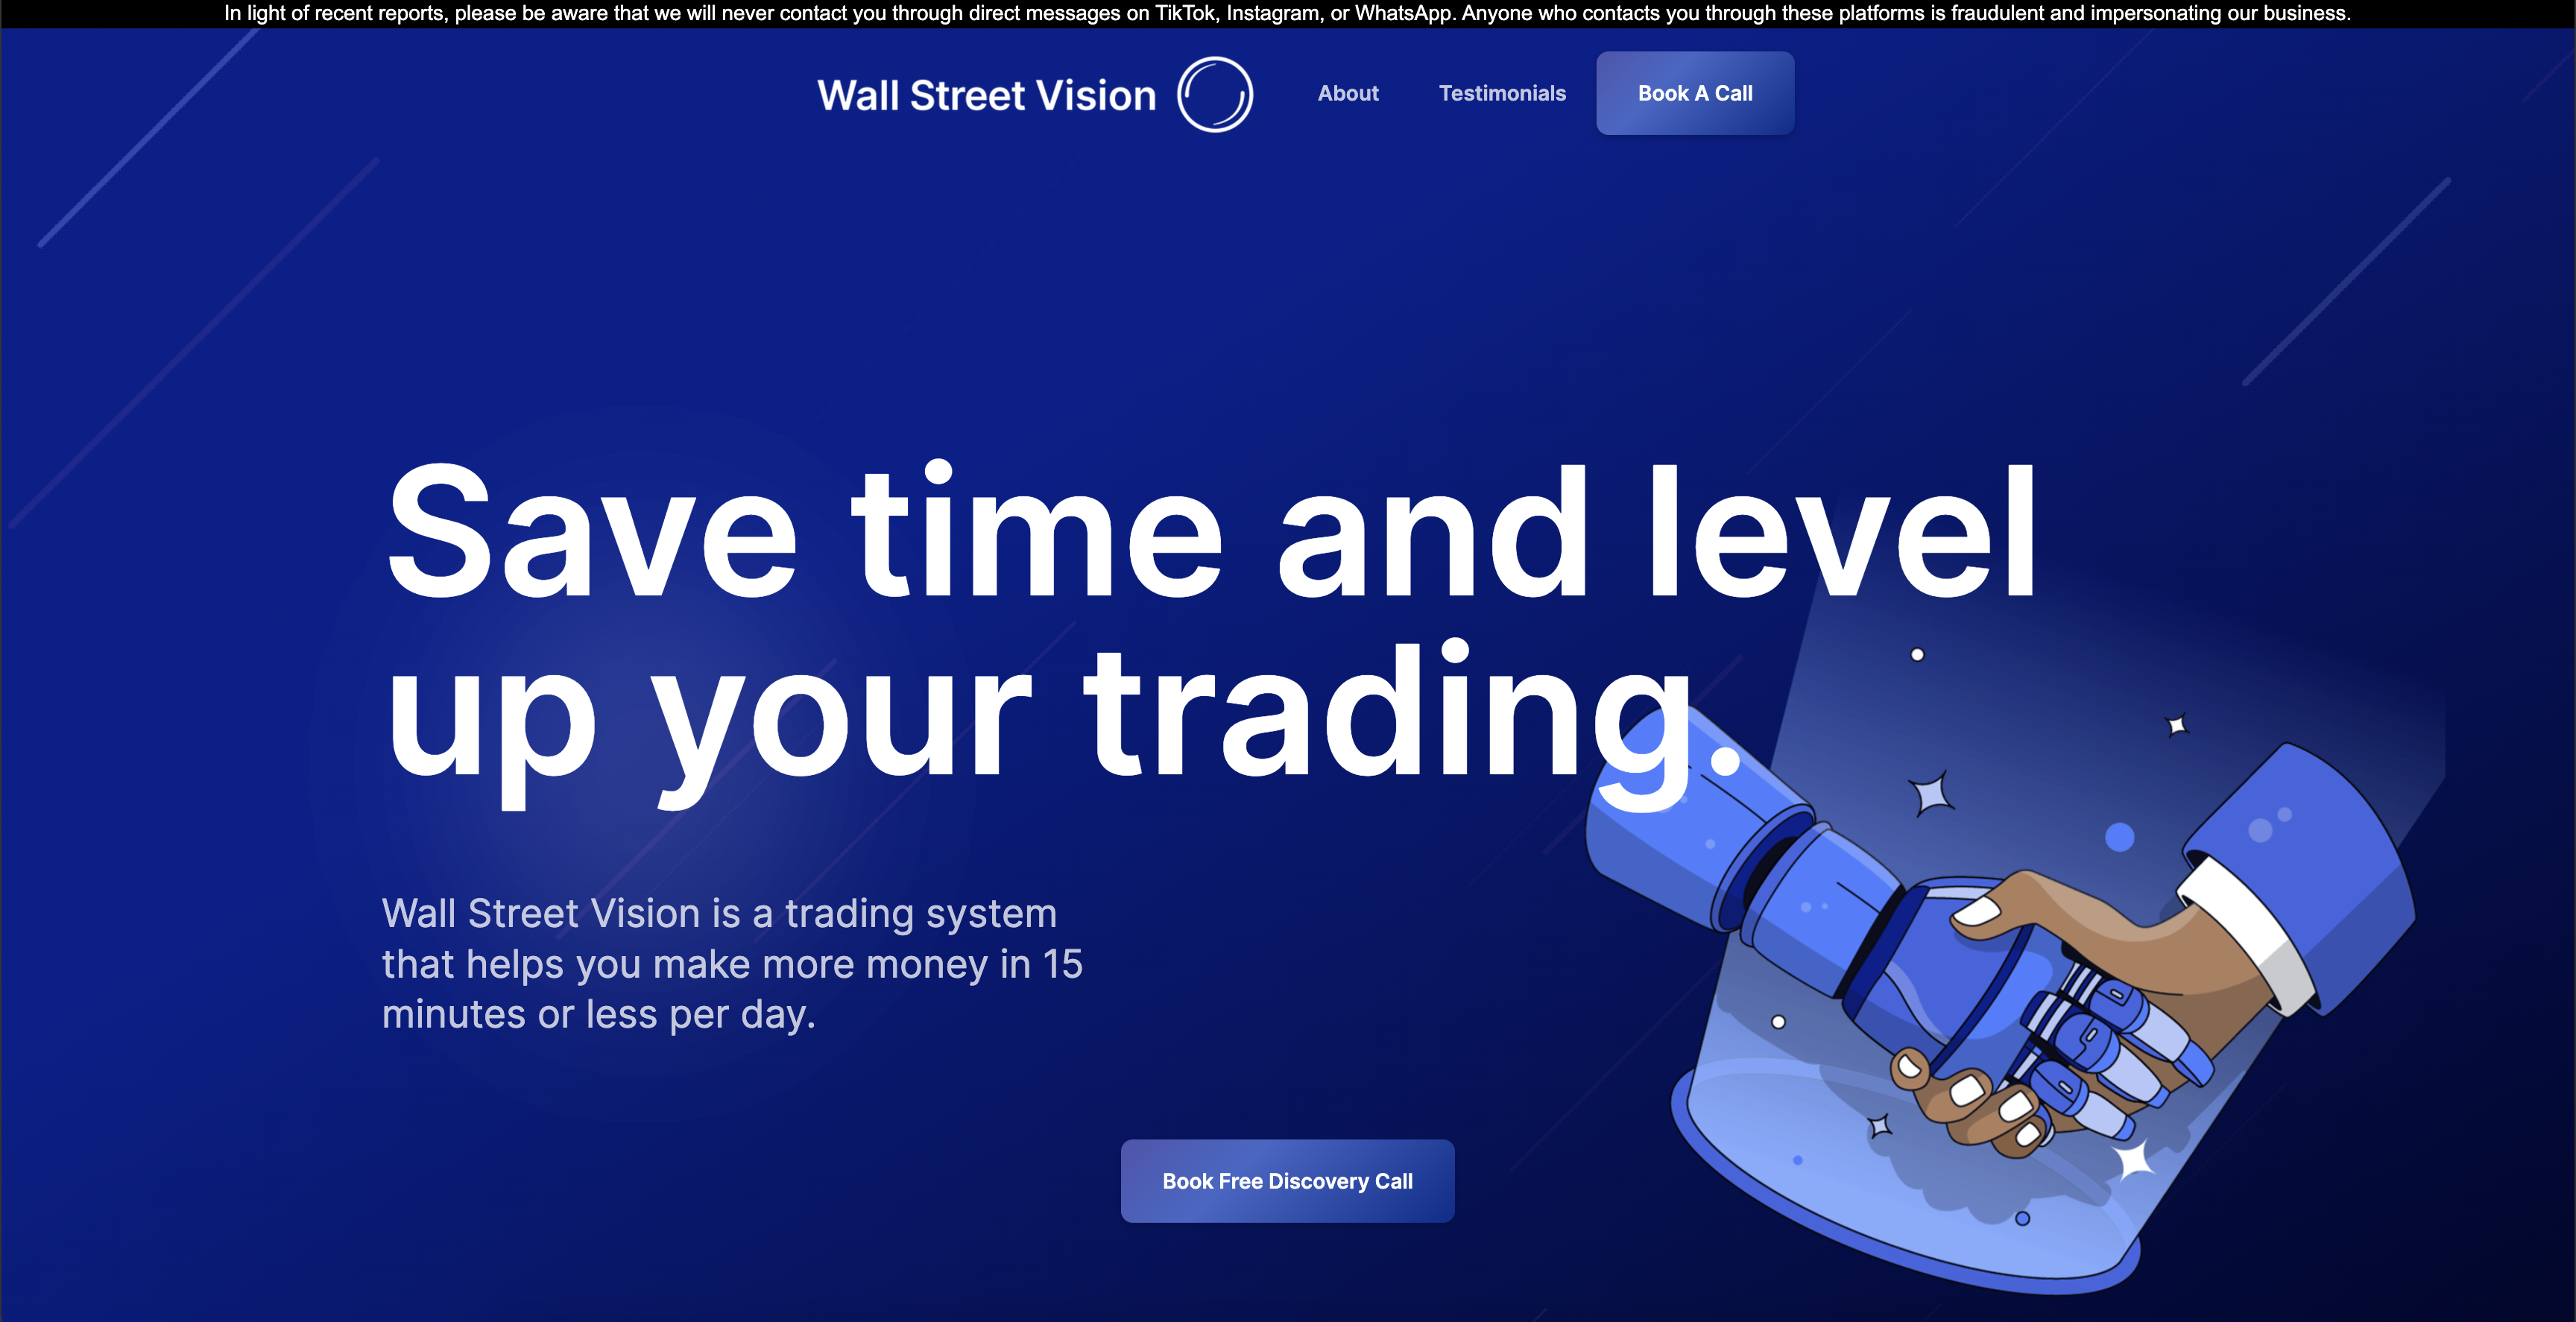 In light of recent reports, please be aware that we will never contact you through direct messages on TikTok, Instagram, or WhatsApp. Anyone who contacts you through these platforms is fraudulent and impersonating our business.
Wall Street Vision About Testimonials Book A Call
Save time and level
up your trading.
Wall Street Vision is a trading system
that helps you make more money in 15
minutes or less per day.
Book Free Discovery Call